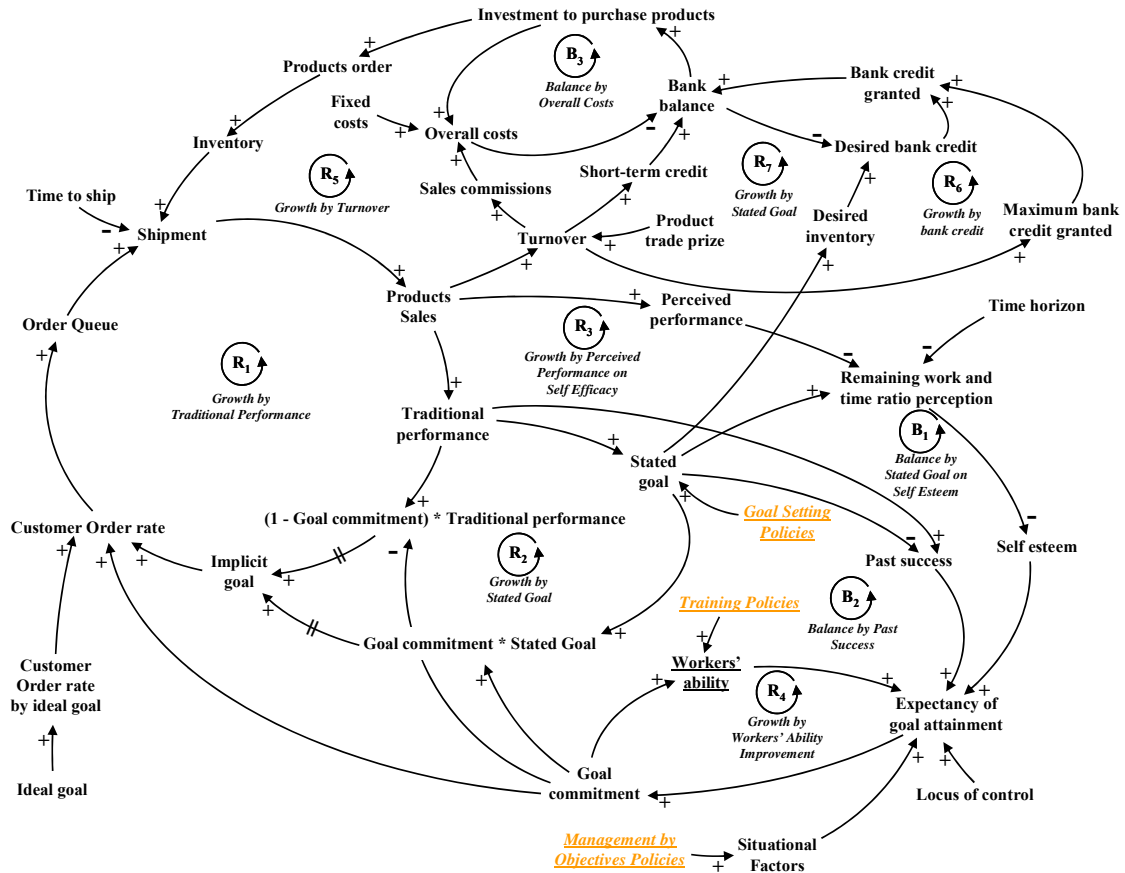 Investment to purchase products
+
+
B3
Balance by
Overall Costs
Products order
+
Fixed
costs
+
+
Overall costs
Bank
balance
+
-
+
Bank credit
granted
+
+
-
Desired bank credit
+
Inventory
+
R5
Growth by Turnover
+
Sales commissions
+
Short-term credit
+
R7
Growth by
Stated Goal
R6
Growth by
bank credit
Time to ship
-
Shipment
+
Turnover
+
Product
trade prize
+
Desired
inventory
+
Maximum bank
credit granted
+
+
Products
Sales
+
Perceived
performance
Time horizon
Order Queue
+
R1
Growth by
Traditional Performance
R3
Growth by Perceived
Performance on
Self Efficacy
-
-
Remaining work and
time ratio perception
+
+
Traditional
performance
+
Stated
goal
+
B1
Balance by
Stated Goal on
Self Esteem
+
(1 - Goal commitment) * Traditional performance
Goal Setting
Policies
-
+
-
Self esteem
Customer Order rate
+
+
+
Implicit
goal
+
-
R2
Growth by
Stated Goal
Past success
+
Training Policies
B2
Balance by Past
Success
Goal commitment * Stated Goal
+
+
Workers'
ability
+
+
+
+
+
Customer
Order rate
by ideal goal
+
R4
Growth by
Workers' Ability
Improvement
Expectancy of
goal attainment
+
+
Ideal goal
Goal
commitment
+
Locus of control
Management by
Objectives Policies
+
Situational
Factors